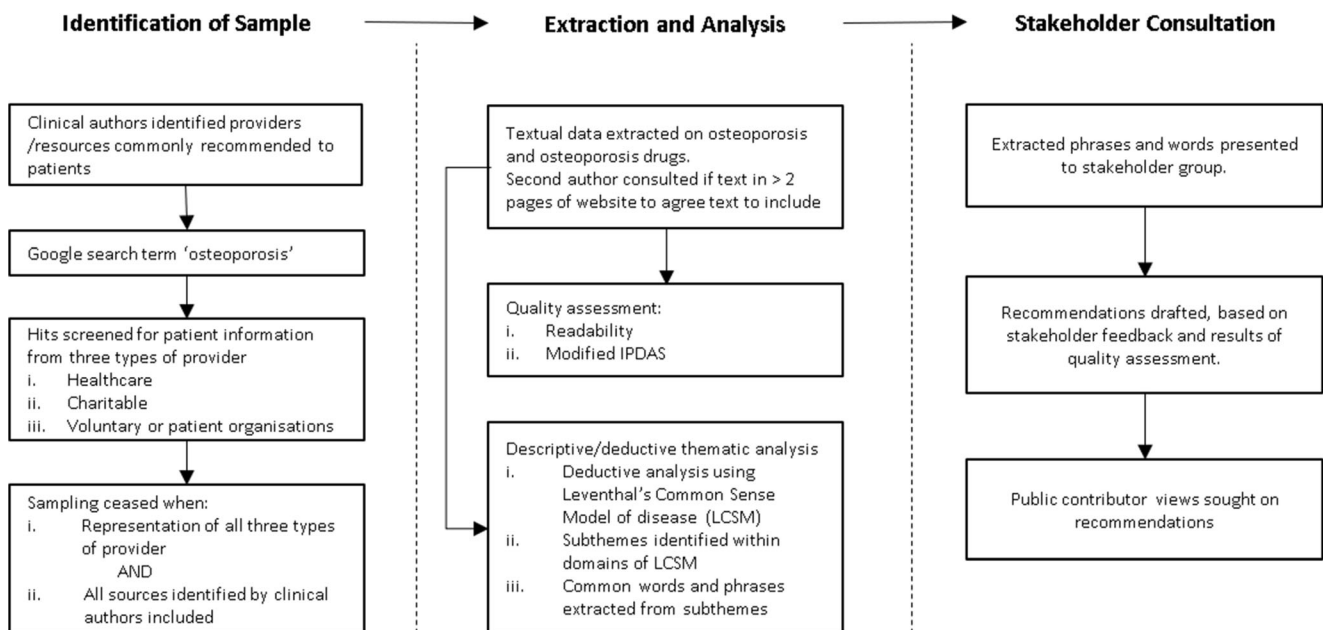 Identification of Sample
Extraction and Analysis
Stakeholder Consultation
Clinical authors identified providers
/resources commonly recommended to
patients
Google search term ‘osteoporosis’
Hits screened for patient information
from three types of provider
i. Healthcare
ii. Charitable
iii. Voluntary or patient organisations
Sampling ceased when:
i. Representation of all three types
of provider
AND
ii. All sources identified by clinical
authors included
Textual data extracted on osteoporosis
and osteoporosis drugs.
Second author consulted if text in > 2
pages of website to agree text to include
Quality assessment:
i. Readability
ii. Modified IPDAS
Descriptive/deductive thematic analysis
i. Deductive analysis using
Leventhal’s Common Sense
Model of disease (LCSM)
ii. Subthemes identified within
domains of LCSM
iii. Common words and phrases
extracted from subthemes
Extracted phrases and words presented
to stakeholder group.
Recommendations drafted, based on
stakeholder feedback and results of
quality assessment.
Public contributor views sought on
recommendations